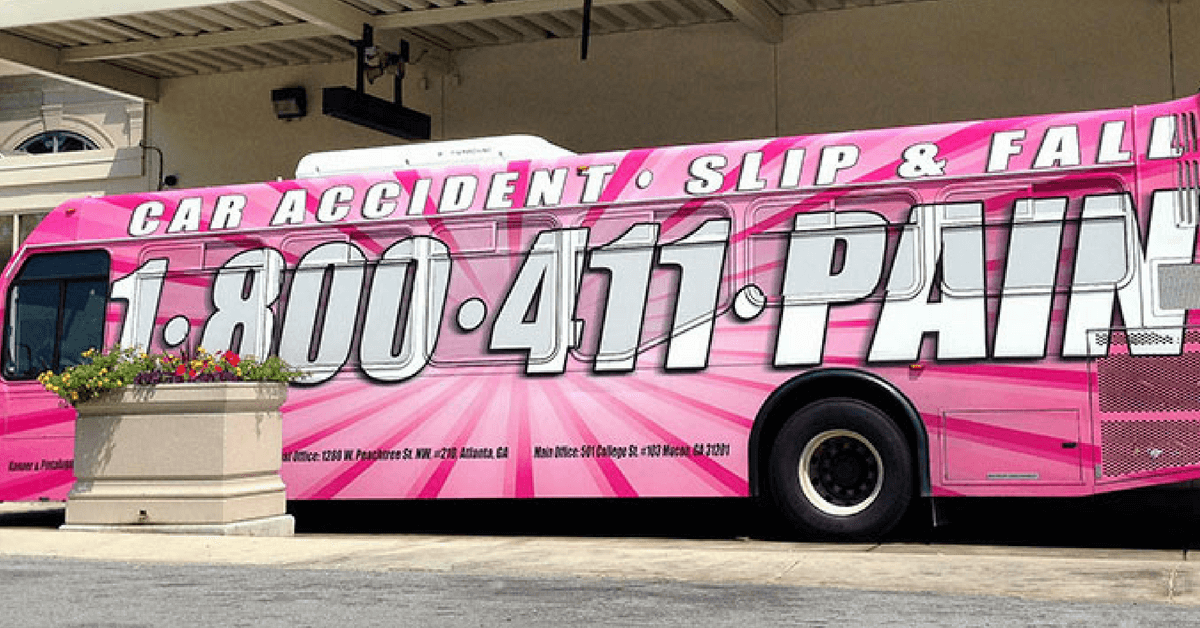 CAR ACCIDENT • SLIP & FALL
1•800•411•PAIN
Office: 1280 W. Peachtree St. NW, #210, Atlanta, GA
Main Office: 501 College St. #103 Macon, GA 31201
Kanner &